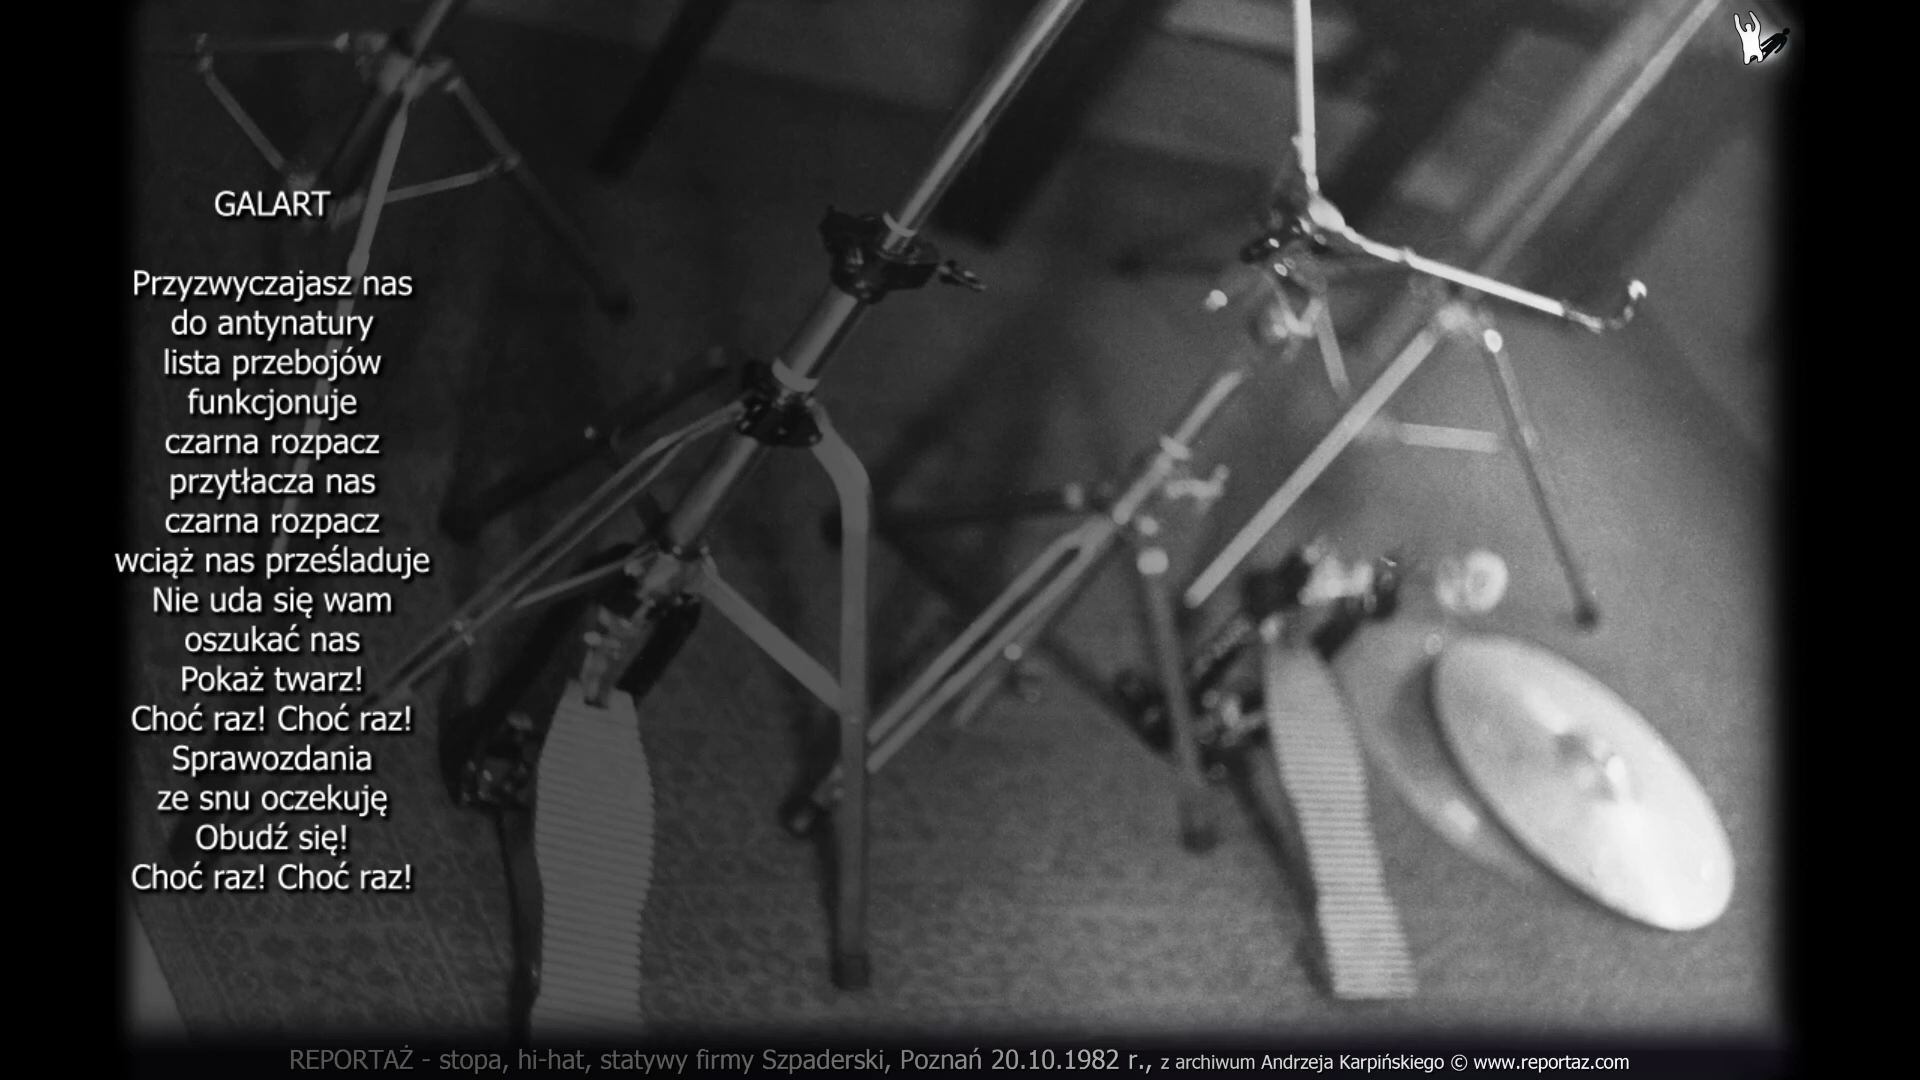 GALART
Przyzwyczajasz nas
do antynatury
lista przebojów
funkcjonuje
czarna rozpacz
przytłacza nas
czarna rozpacz
wciąż nas prześladuje
Nie uda się wam
oszukać nas
Pokaż twarz!
Choć raz! Choć raz!
Sprawozdania
ze snu oczekuję
Obudź się!
Choć raz! Choć raz!
REPORTAŻ - stopa, hi-hat, statywy firmy Szpaderski, Poznań 20.10.1982 r., z archiwum Andrzeja Karpińskiego © www.reportaz.com